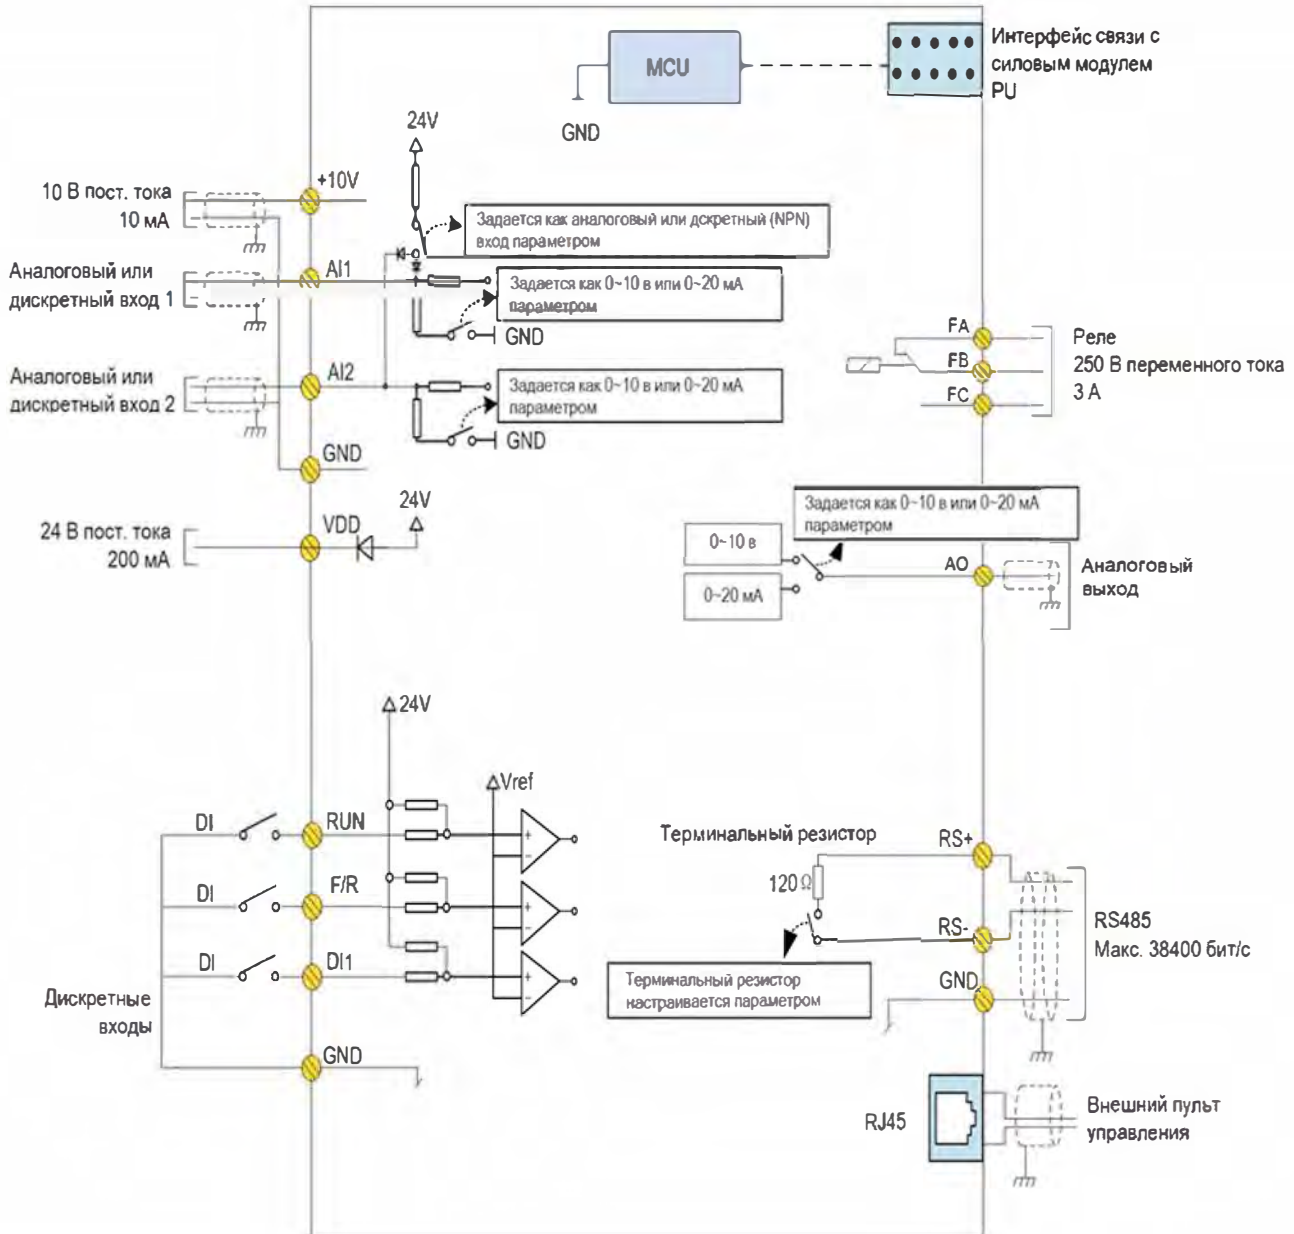 MCU
GND
Интерфейс связи с
силовым модулем
PU
24V
10 В пост. тока
10 мА
+10V
Задается как аналоговый или дскретный (NPN)
вход параметром
Аналоговый или
дискретный вход 1
AI1
Задается как 0~10 в или 0~20 мА
параметром
GND
Аналоговый или
дискретный вход 2
AI2
Задается как 0~10 в или 0~20 мА
параметром
GND
GND
FA
FB
FC
Реле
250 В переменного тока
3 А
24 В пост. тока
200 мА
VDD
24V
Задается как 0~10 в или 0~20 мА
параметром
0~10 в
0~20 мА
AO
Аналоговый
выход
24V
Vref
DI
RUN
+
−
DI
F/R
+
−
DI
DI1
+
−
Дискретные
входы
GND
Терминальный резистор
120 Ω
RS+
RS-
GND
RS485
Макс. 38400 бит/с
Терминальный резистор
настраивается параметром
RJ45
Внешний пульт
управления